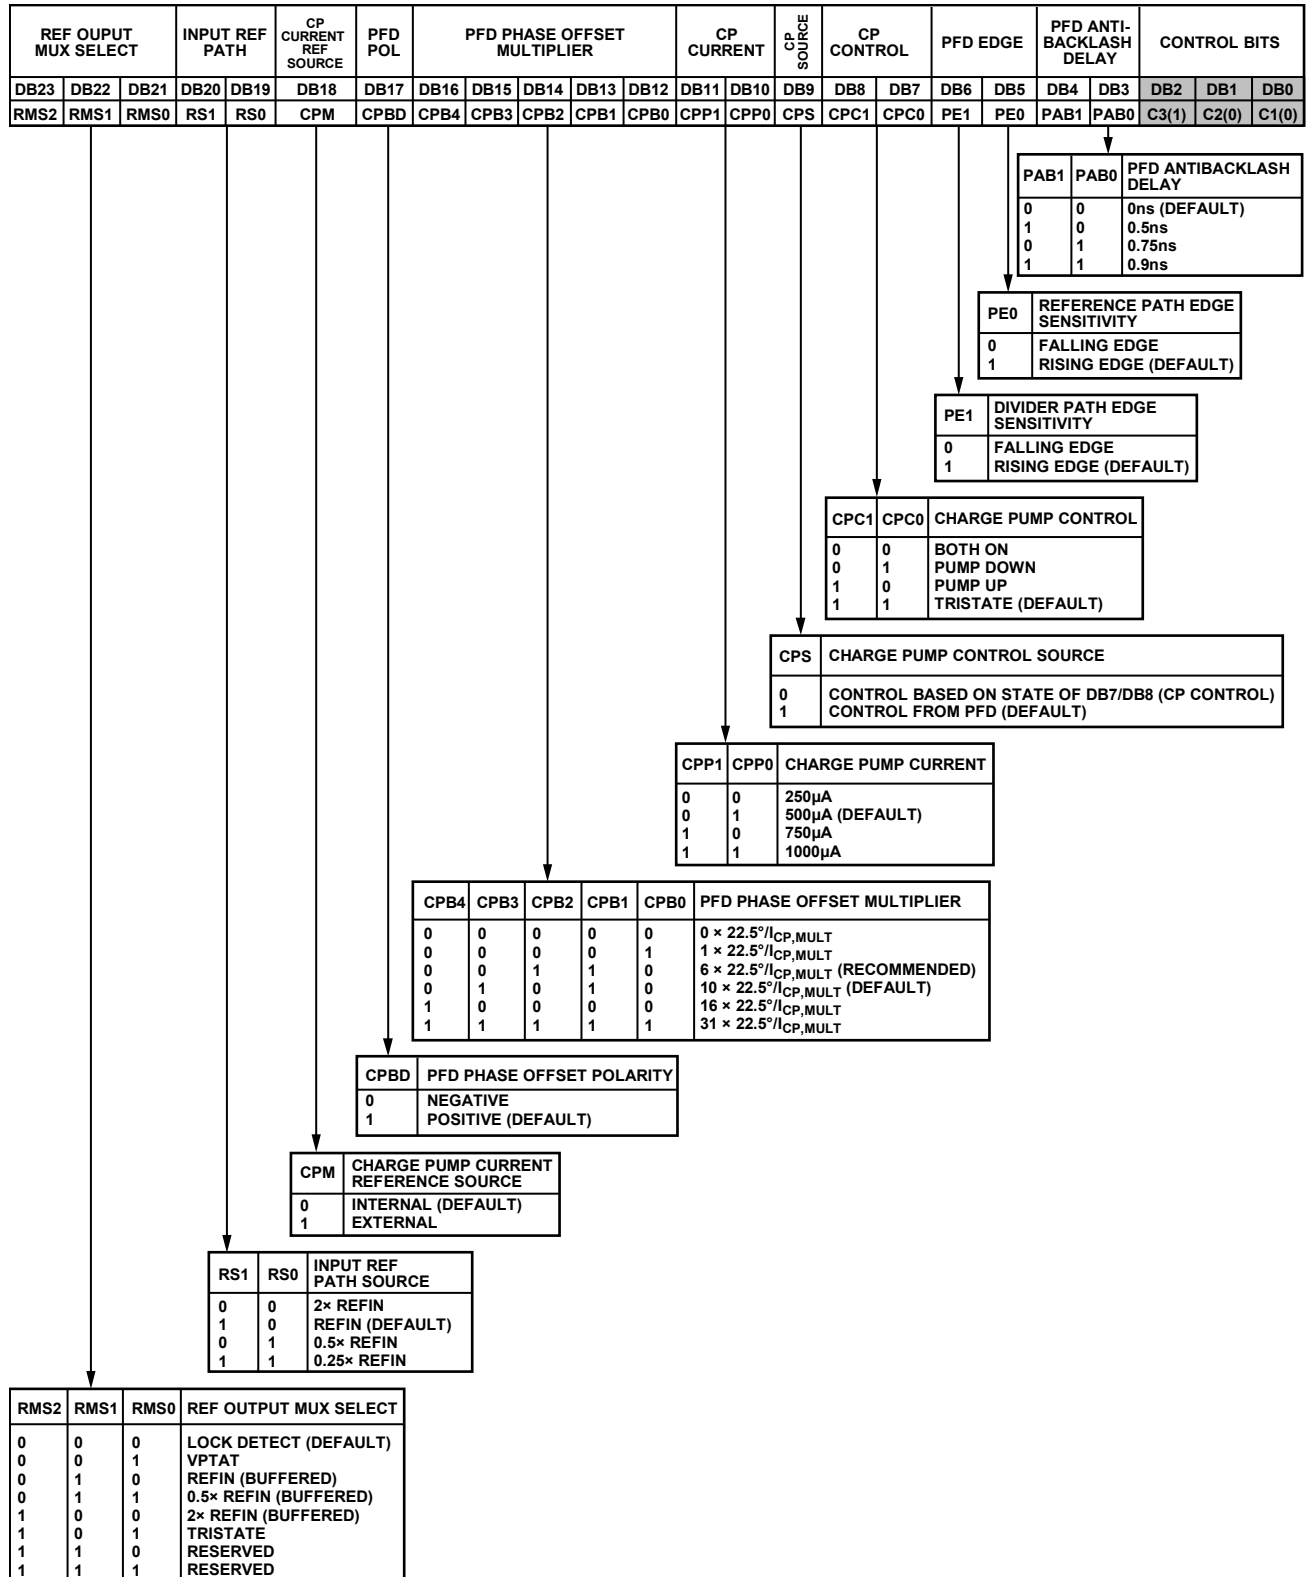 REF OUPUT MUX SELECT
INPUT REF PATH
CP CURRENT REF SOURCE
PFD POL
PFD PHASE OFFSET MULTIPLIER
CP CURRENT
CP SOURCE
CP CONTROL
PFD EDGE
PFD ANTI-BACKLASH DELAY
CONTROL BITS
DB23 DB22 DB21 DB20 DB19 DB18 DB17 DB16 DB15 DB14 DB13 DB12 DB11 DB10 DB9 DB8 DB7 DB6 DB5 DB4 DB3 DB2 DB1 DB0
RMS2 RMS1 RMS0 RS1 RS0 CPM CPBD CPB4 CPB3 CPB2 CPB1 CPB0 CPP1 CPP0 CPS CPC1 CPC0 PE1 PE0 PAB1 PAB0 C3(1) C2(0) C1(0)
PAB1 PAB0 PFD ANTIBACKLASH DELAY
0 0 0ns (DEFAULT)
1 0 0.5ns
0 1 0.75ns
1 1 0.9ns
PE0 REFERENCE PATH EDGE SENSITIVITY
0 FALLING EDGE
1 RISING EDGE (DEFAULT)
PE1 DIVIDER PATH EDGE SENSITIVITY
0 FALLING EDGE
1 RISING EDGE (DEFAULT)
CPC1 CPC0 CHARGE PUMP CONTROL
0 0 BOTH ON
0 1 PUMP DOWN
1 0 PUMP UP
1 1 TRISTATE (DEFAULT)
CPS CHARGE PUMP CONTROL SOURCE
0 CONTROL BASED ON STATE OF DB7/DB8 (CP CONTROL)
1 CONTROL FROM PFD (DEFAULT)
CPP1 CPP0 CHARGE PUMP CURRENT
0 0 250µA
0 1 500µA (DEFAULT)
1 0 750µA
1 1 1000µA
CPB4 CPB3 CPB2 CPB1 CPB0 PFD PHASE OFFSET MULTIPLIER
0 0 0 0 0 0 × 22.5°/ICP,MULT
0 0 0 0 1 1 × 22.5°/ICP,MULT
0 0 1 1 0 6 × 22.5°/ICP,MULT (RECOMMENDED)
0 1 0 1 0 10 × 22.5°/ICP,MULT (DEFAULT)
1 0 0 0 0 16 × 22.5°/ICP,MULT
1 1 1 1 1 31 × 22.5°/ICP,MULT
CPBD PFD PHASE OFFSET POLARITY
0 NEGATIVE
1 POSITIVE (DEFAULT)
CPM CHARGE PUMP CURRENT REFERENCE SOURCE
0 INTERNAL (DEFAULT)
1 EXTERNAL
RS1 RS0 INPUT REF PATH SOURCE
0 0 2× REFIN
1 0 REFIN (DEFAULT)
0 1 0.5× REFIN
1 1 0.25× REFIN
RMS2 RMS1 RMS0 REF OUTPUT MUX SELECT
0 0 0 LOCK DETECT (DEFAULT)
0 0 1 VPTAT
0 1 0 REFIN (BUFFERED)
0 1 1 0.5× REFIN (BUFFERED)
1 0 0 2× REFIN (BUFFERED)
1 0 1 TRISTATE
1 1 0 RESERVED
1 1 1 RESERVED